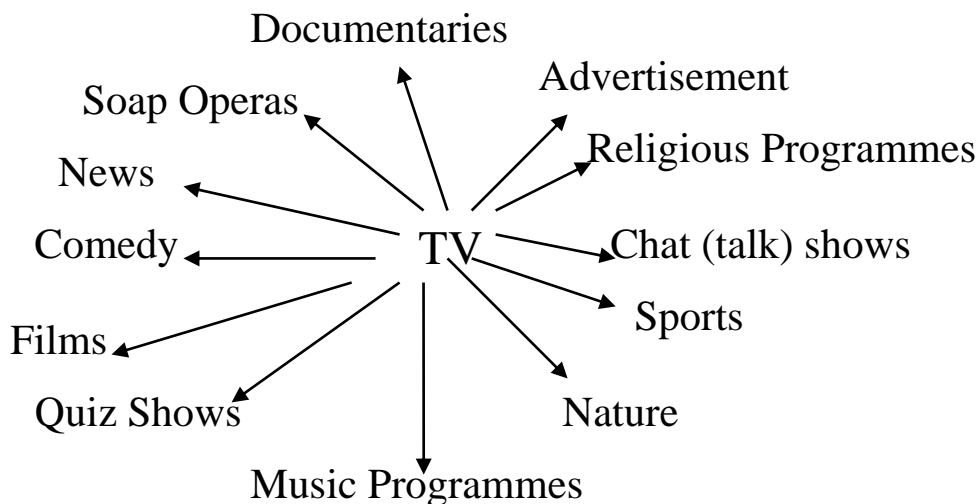 Documentaries
Advertisement
Soap Operas
Religious Programmes
News
TV
Comedy
Chat (talk) shows
Sports
Films
Quiz Shows
Nature
Music Programmes